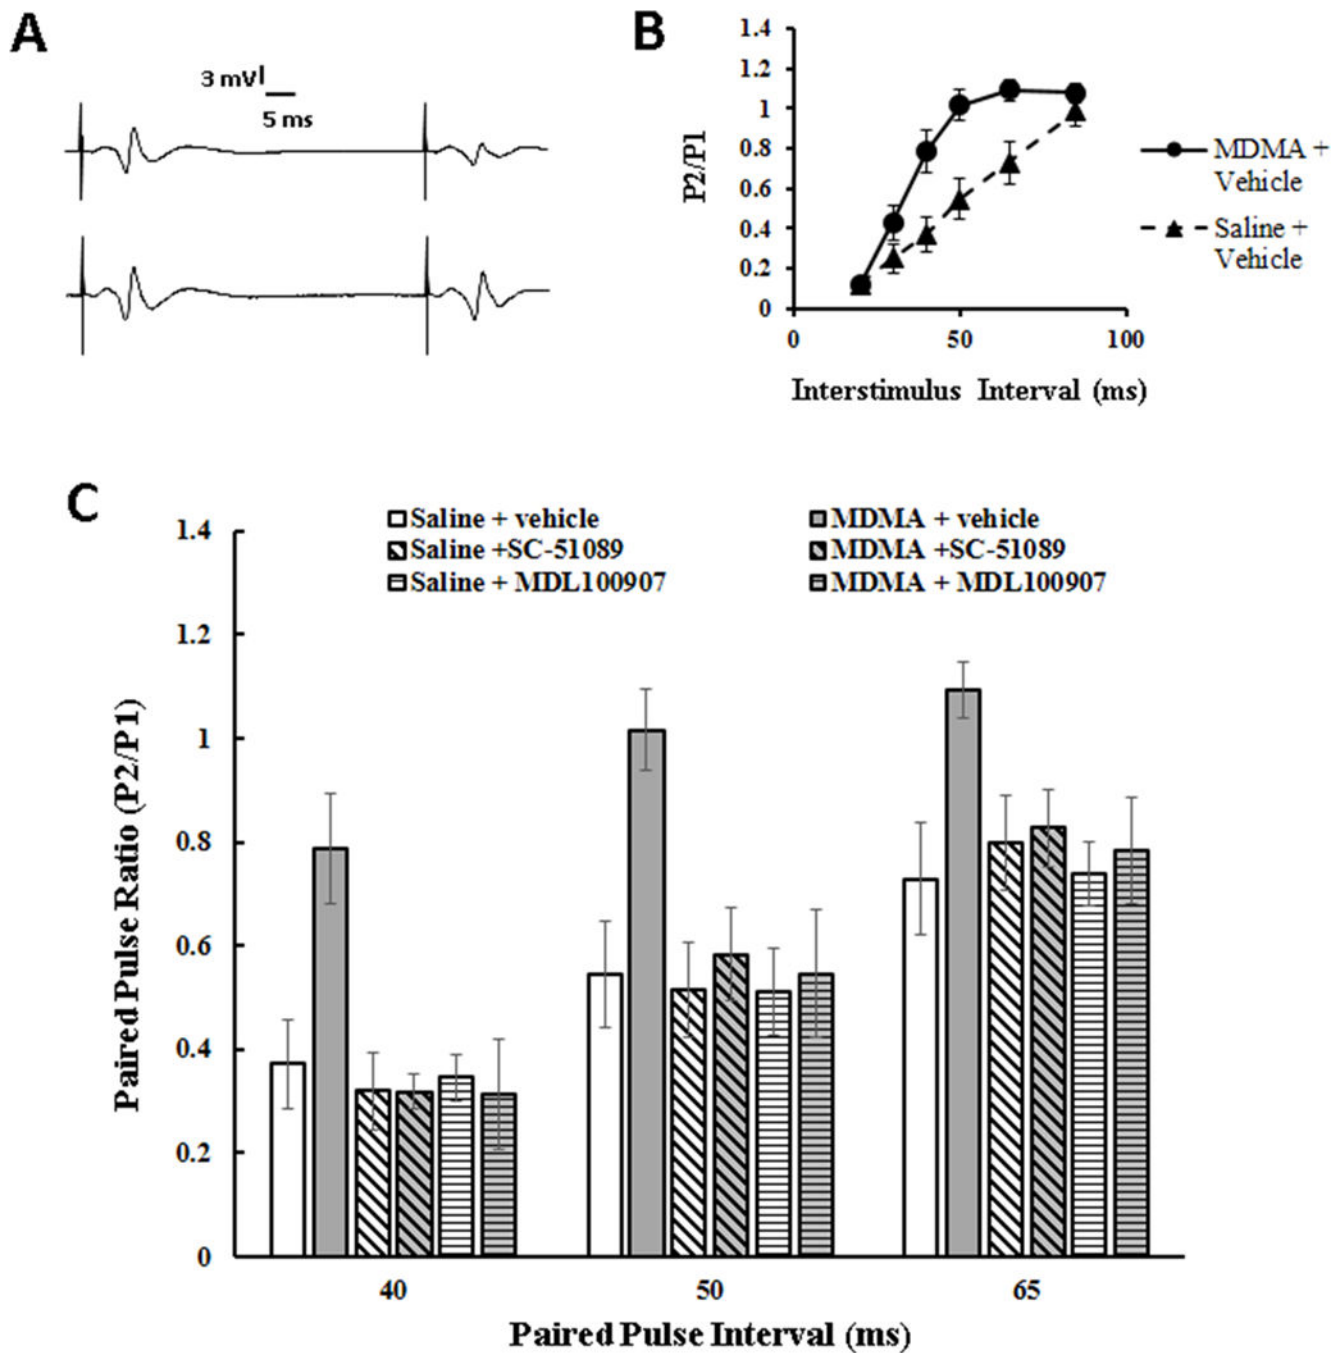 A
3 mV
5 ms
B
1.4
1.2
1
0.8
0.6
0.4
0.2
0
P2/P1
0
50
100
Interstimulus Interval (ms)
MDMA +
Vehicle
Saline +
Vehicle
C
Saline + vehicle
MDMA + vehicle
Saline +SC-51089
MDMA +SC-51089
Saline + MDL100907
MDMA + MDL100907
1.4
1.2
1
0.8
0.6
0.4
0.2
0
Paired Pulse Ratio (P2/P1)
40
50
65
Paired Pulse Interval (ms)